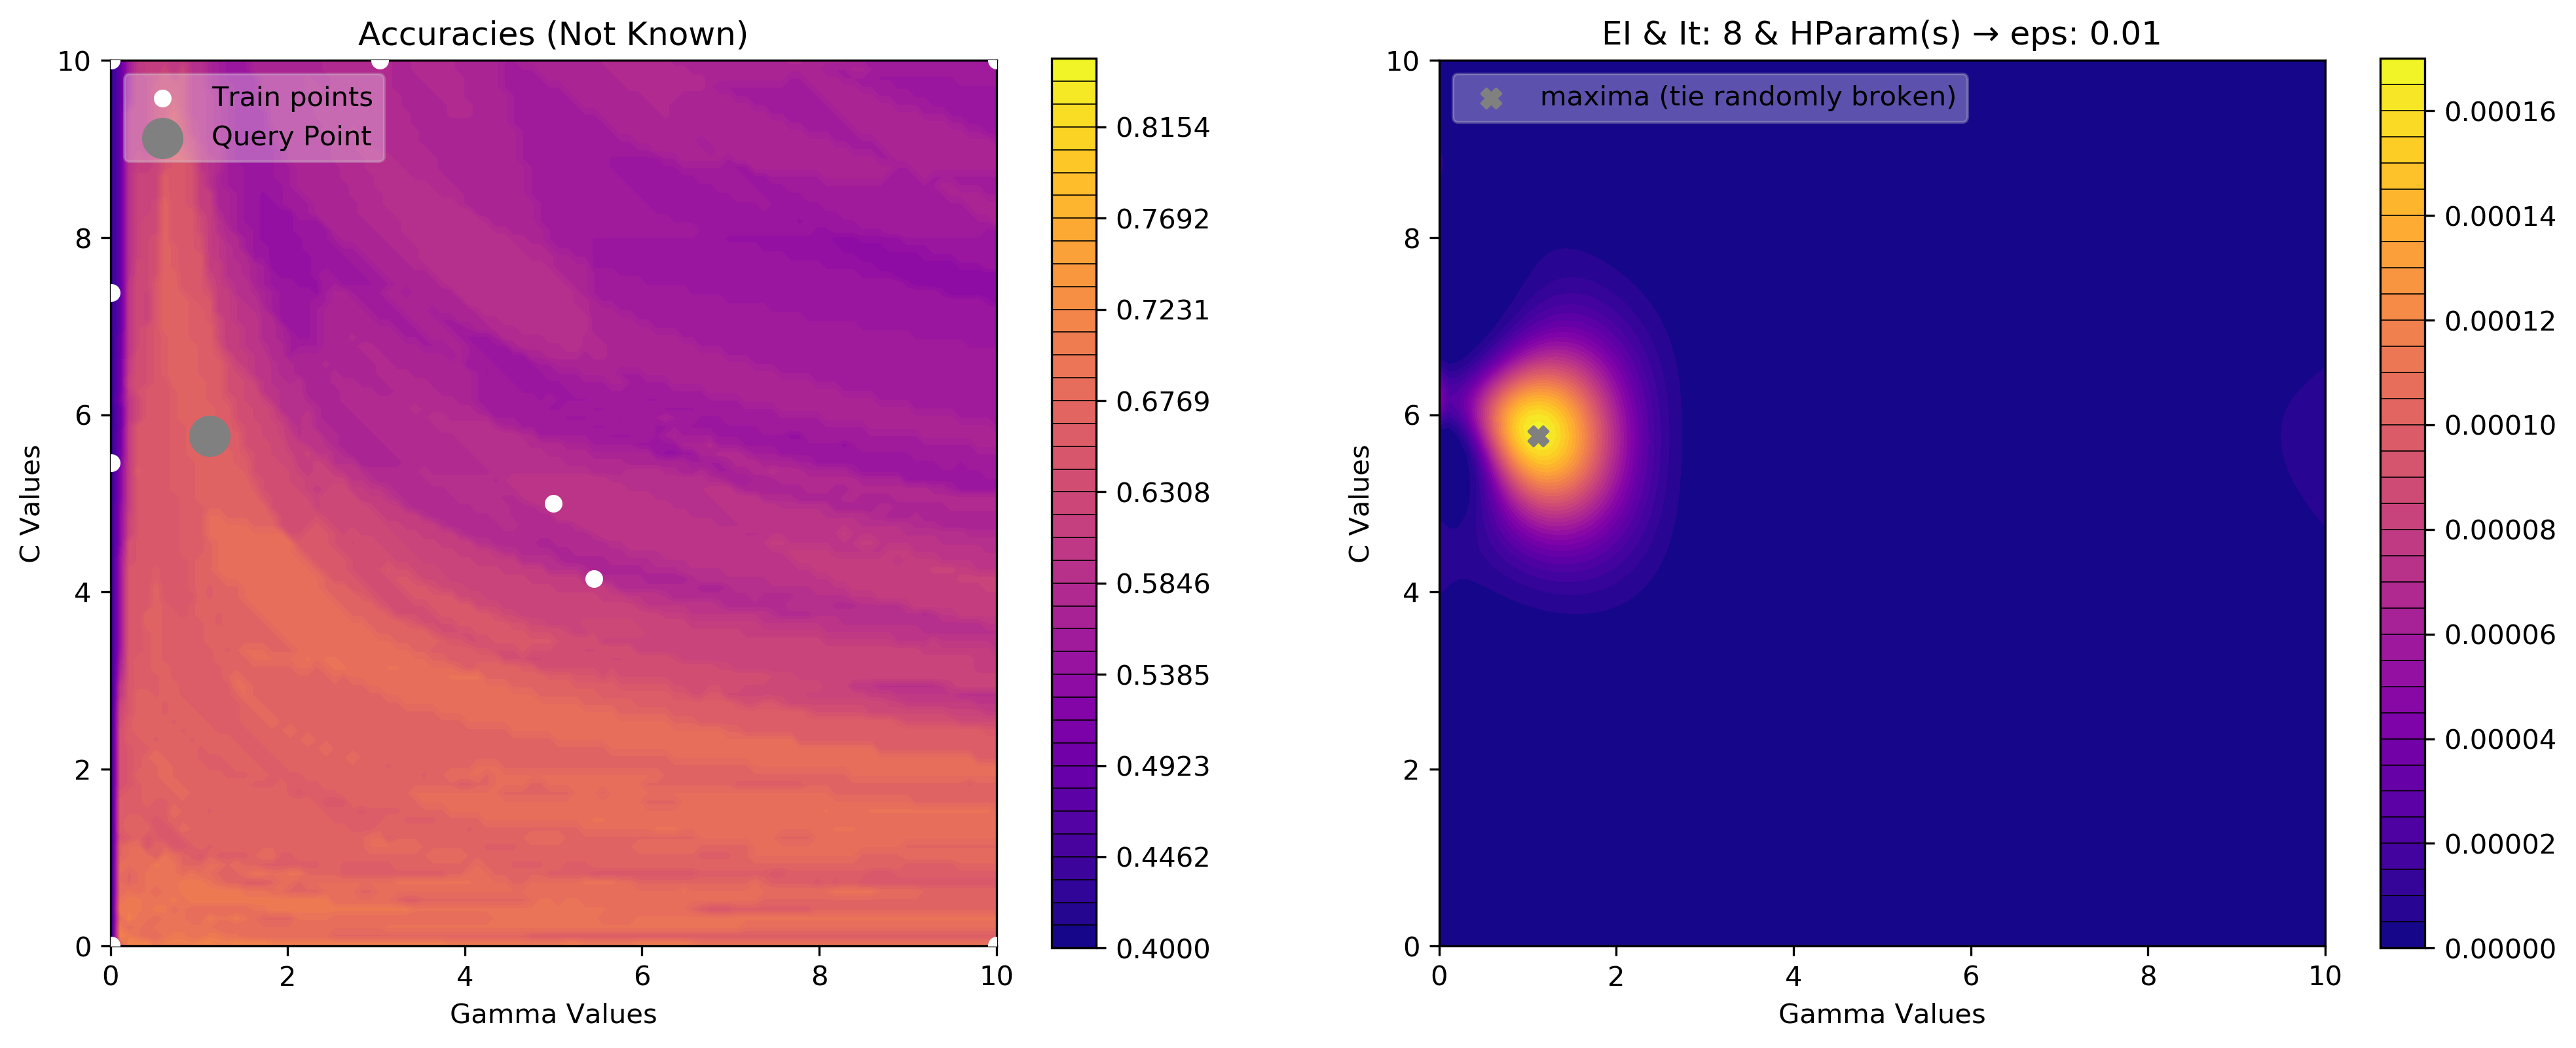 Accuracies (Not Known)
Train points
Query Point
10
8
6
4
2
0
C Values
0 2 4 6 8 10
Gamma Values
0.8154
0.7692
0.7231
0.6769
0.6308
0.5846
0.5385
0.4923
0.4462
0.4000
EI & It: 8 & HParam(s) → eps: 0.01
maxima (tie randomly broken)
10
8
6
4
2
0
C Values
0 2 4 6 8 10
Gamma Values
0.00016
0.00014
0.00012
0.00010
0.00008
0.00006
0.00004
0.00002
0.00000